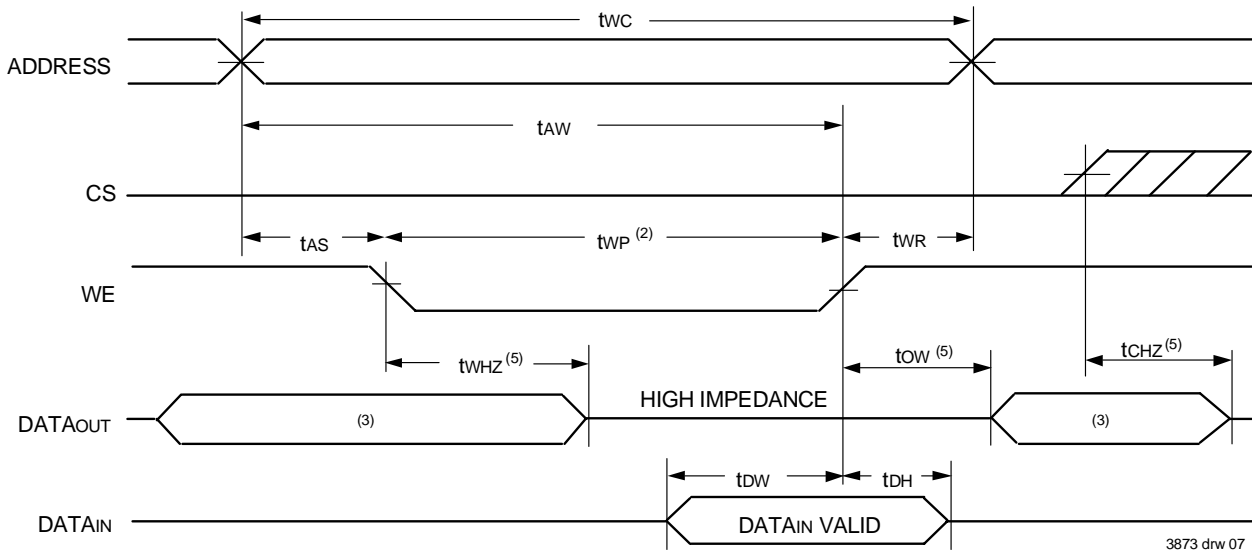 tWC
ADDRESS
tAW
CS
tAS tWP (2) tWR
WE
tWHZ (5) tOW (5) tCHZ (5)
DATAOUT (3) HIGH IMPEDANCE (3)
tDW tDH
DATAIN DATAIN VALID
3873 drw 07